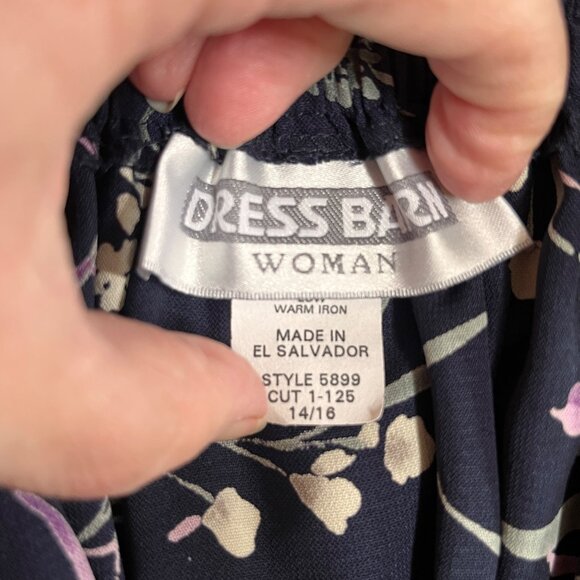 DRESS BARN
WOMAN
WARM IRON
MADE IN
EL SALVADOR
STYLE 5899
CUT 1-125
14/16